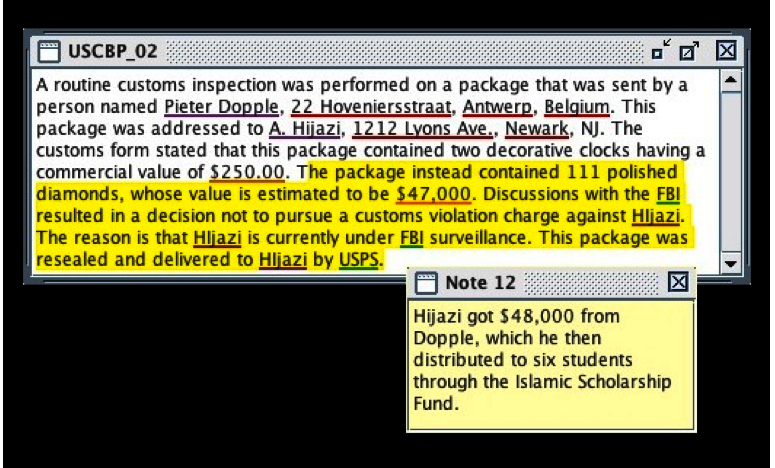 USCBP_02
A routine customs inspection was performed on a package that was sent by a
person named Pieter Dopple, 22 Hoveniersstraat, Antwerp, Belgium. This
package was addressed to A. Hijazi, 1212 Lyons Ave., Newark, NJ. The
customs form stated that this package contained two decorative clocks having a
commercial value of $250.00. The package instead contained 111 polished
diamonds, whose value is estimated to be $47,000. Discussions with the FBI
resulted in a decision not to pursue a customs violation charge against HIjazi.
The reason is that HIjazi is currently under FBI surveillance. This package was
resealed and delivered to HIjazi by USPS.
Note 12
Hijazi got $48,000 from
Dopple, which he then
distributed to six students
through the Islamic Scholarship
Fund.